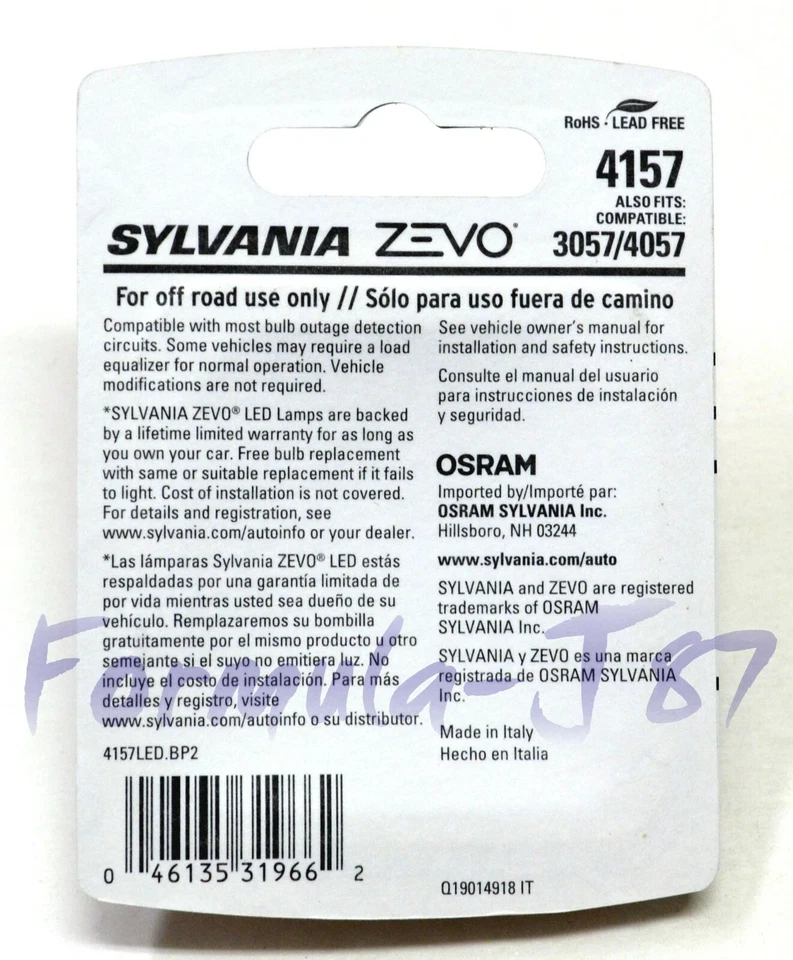 RoHS · LEAD FREE
4157
ALSO FITS:
COMPATIBLE:
3057/4057
SYLVANIA ZEVO®
For off road use only // Sólo para uso fuera de camino
Compatible with most bulb outage detection
circuits. Some vehicles may require a load
equalizer for normal operation. Vehicle
modifications are not required.
*SYLVANIA ZEVO® LED Lamps are backed
by a lifetime limited warranty for as long as
you own your car. Free bulb replacement
with same or suitable replacement if it fails
to light. Cost of installation is not covered.
For details and registration, see
www.sylvania.com/autoinfo or your dealer.
*Las lámparas Sylvania ZEVO® LED estás
respaldadas por una garantía limitada de
por vida mientras usted sea dueño de su
vehículo. Remplazaremos su bombilla
gratuitamente por el mismo producto u otro
semejante si el suyo no emitiera luz. No
incluye el costo de instalación. Para más
detalles y registro, visite
www.sylvania.com/autoinfo o su distributor.
4157LED.BP2
0 46135 31966 2
See vehicle owner's manual for
installation and safety instructions.
Consulte el manual del usuario
para instrucciones de instalación
y seguridad.
OSRAM
Imported by/Importé par:
OSRAM SYLVANIA Inc.
Hillsboro, NH 03244
www.sylvania.com/auto
SYLVANIA and ZEVO are registered
trademarks of OSRAM
SYLVANIA Inc.
SYLVANIA y ZEVO es una marca
registrada de OSRAM SYLVANIA
Inc.
Made in Italy
Hecho en Italia
Q19014918 IT
Formula-J87